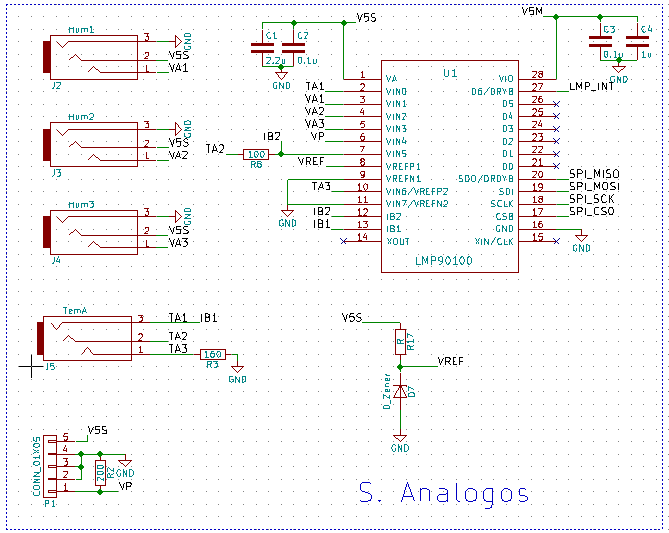 Hum1
3
2
1
GND
V5S
VA1
J2
Hum2
3
2
1
GND
V5S
VA2
J3
Hum3
3
2
1
GND
V5S
VA3
J4
TemA
3
2
1
TA1
IB1
TA2
TA3
160
R3
GND
J5
CONN_01X05
5
4
3
2
1
V5S
200
R2
GND
VP
P1
V5S
C1
C2
2.2u
0.1u
GND
V5M
C3
C4
0.1u
1u
GND
U1
1 VA
TA1 2 VIN0
VA1 3 VIN1
VA2 4 VIN2
VA3 5 VIN3
VP 6 VIN4
TA2 100 R6 IB2 7 VIN5
VREF 8 VREFP1
9 VREFN1
TA3 10 VIN6/VREFP2
11 VIN7/VREFN2
GND
IB2 12 IB2
IB1 13 IB1
14 XOUT
VIO 28
D6/DRYB 27 LMP_INT
D5 26
D4 25
D3 24
D2 23
D1 22
D0 21
SDO/DRDYB 20 SPI_MISO
SDI 19 SPI_MOSI
SCLK 18 SPI_SCK
CSB 17 SPI_CS0
GND 16
XIN/CLK 15
GND
LMP90100
V5S
R
R17
VREF
D_Zener
D7
GND
S. Analogos